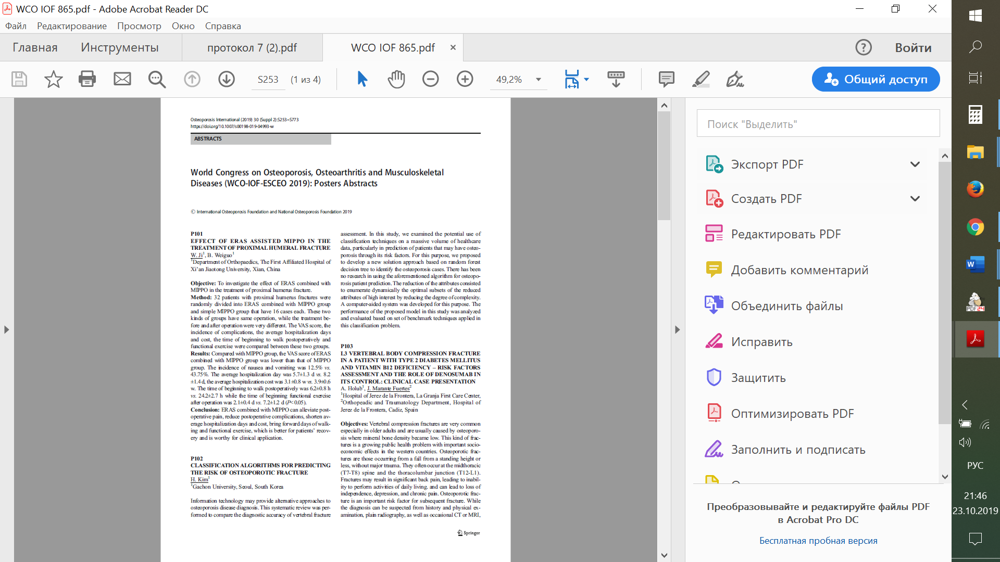 WCO IOF 865.pdf - Adobe Acrobat Reader DC
Файл Редактирование Просмотр Окно Справка
Главная Инструменты протокол 7 (2).pdf WCO IOF 865.pdf Войти
S253 (1 из 4) 49,2% Общий доступ
Osteoporosis International (2019) 30 (Suppl 2):S253–S773
https://doi.org/10.1007/s00198-019-04993-w
ABSTRACTS
World Congress on Osteoporosis, Osteoarthritis and Musculoskeletal
Diseases (WCO-IOF-ESCEO 2019): Posters Abstracts
© International Osteoporosis Foundation and National Osteoporosis Foundation 2019
P101
EFFECT OF ERAS ASSISTED MIPPO IN THE
TREATMENT OF PROXIMAL HUMERAL FRACTURE
W. Ji1, B. Weiguo1
1Department of Orthopaedics, The First Affiliated Hospital of
Xi'an Jiaotong University, Xian, China
Objective: To investigate the effect of ERAS combined with
MIPPO in the treatment of proximal humerus fracture.
Method: 32 patients with proximal humerus fractures were
randomly divided into ERAS combined with MIPPO group
and simple MIPPO group that have 16 cases each. These two
kinds of groups have same operation, while the treatment be-
fore and after operation were very different. The VAS score, the
incidence of complications, the average hospitalization days
and cost, the time of beginning to walk postoperatively and
functional exercise were compared between these two groups.
Results: Compared with MIPPO group, the VAS score of ERAS
combined with MIPPO group was lower than that of MIPPO
group. The incidence of nausea and vomiting was 12.5% vs.
43.75%. The average hospitalization day was 5.7±1.3 d vs. 8.2
±1.4 d, the average hospitalization cost was 3.1±0.8 w vs. 3.9±0.6
w. The time of beginning to walk postoperatively was 6.2±0.8 h
vs. 24.2±2.7 h while the time of beginning functional exercise
after operation was 2.1±0.4 d vs. 7.2±1.2 d (P<0.05).
Conclusion: ERAS combined with MIPPO can alleviate post-
operative pain, reduce postoperative complications, shorten av-
erage hospitalization days and cost, bring forward days of walk-
ing and functional exercise, which is better for patients' recov-
ery and is worthy for clinical application.
P102
CLASSIFICATION ALGORITHMS FOR PREDICTING
THE RISK OF OSTEOPOROTIC FRACTURE
H. Kim1
1Gachon University, Seoul, South Korea
Information technology may provide alternative approaches to
osteoporosis disease diagnosis. This systematic review was per-
formed to compare the diagnostic accuracy of vertebral fracture
assessment. In this study, we examined the potential use of
classification techniques on a massive volume of healthcare
data, particularly in prediction of patients that may have osteo-
porosis through its risk factors. For this purpose, we proposed
to develop a new solution approach based on random forest
decision tree to identify the osteoporosis cases. There has been
no research in using the aforementioned algorithm for osteopo-
rosis patient prediction. The reduction of the attributes consisted
to enumerate dynamically the optimal subsets of the reduced
attributes of high interest by reducing the degree of complexity.
A computer-aided system was developed for this purpose. The
performance of the proposed model in this study was analyzed
and evaluated based on set of benchmark techniques applied in
this classification problem.
P103
L3 VERTEBRAL BODY COMPRESSION FRACTURE
IN A PATIENT WITH TYPE 2 DIABETES MELLITUS
AND VITAMIN B12 DEFICIENCY – RISK FACTORS
ASSESSMENT AND THE ROLE OF DENOSUMAB IN
ITS CONTROL: CLINICAL CASE PRESENTATION
A. Holub1, J. Marante Fuertes2
1Hospital of Jerez de la Frontera, La Granja First Care Center,
2Orthopeadic and Traumatology Department, Hospital of
Jerez de la Frontera, Cadiz, Spain
Objectives: Vertebral compression fractures are very common
especially in older adults and are usually caused by osteoporo-
sis where mineral bone density became low. This kind of frac-
tures is a growing public health problem with important socio-
economic effects in the western countries. Osteoporotic frac-
tures are those occurring from a fall from a standing height or
less, without major trauma. They often occur at the midthoracic
(T7-T8) spine and the thoracolumbar junction (T12-L1).
Fractures may result in significant back pain, leading to inabil-
ity to perform activities of daily living. and can lead to loss of
independence, depression, and chronic pain. Osteoporotic frac-
ture is an important risk factor for subsequent fracture. While
the diagnosis can be suspected from history and physical ex-
amination, plain radiography, as well as occasional CT or MRI,
Springer
Поиск "Выделить"
Экспорт PDF
Создать PDF
Редактировать PDF
Добавить комментарий
Объединить файлы
Исправить
Защитить
Оптимизировать PDF
Заполнить и подписать
Преобразовывайте и редактируйте файлы PDF
в Acrobat Pro DC
Бесплатная пробная версия
PDF24
РУС
21:46
23.10.2019